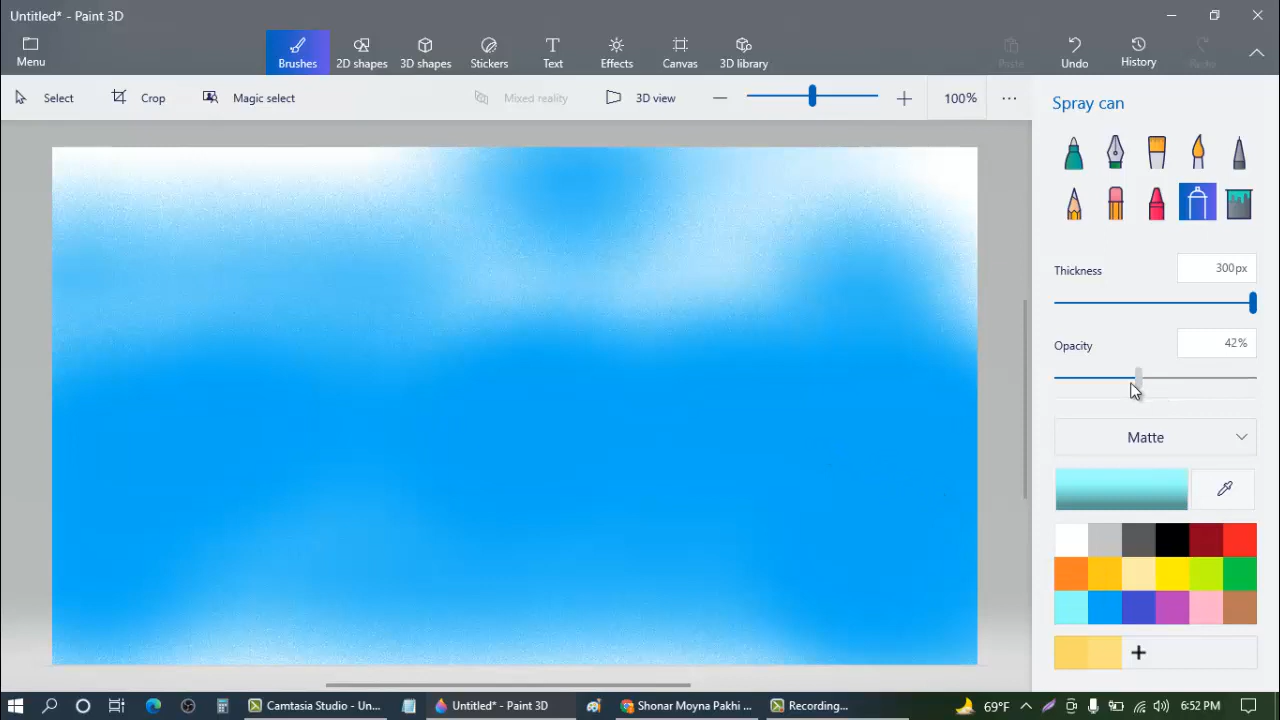 Untitled* - Paint 3D
Menu
Brushes
2D shapes
3D shapes
Stickers
Text
Effects
Canvas
3D library
Paste
Undo
History
Redo
Select
Crop
Magic select
Mixed reality
3D view
100%
Spray can
Thickness
300px
Opacity
42%
Matte
Camtasia Studio - Un...
Untitled* - Paint 3D
Shonar Moyna Pakhi ...
Recording...
69°F
6:52 PM